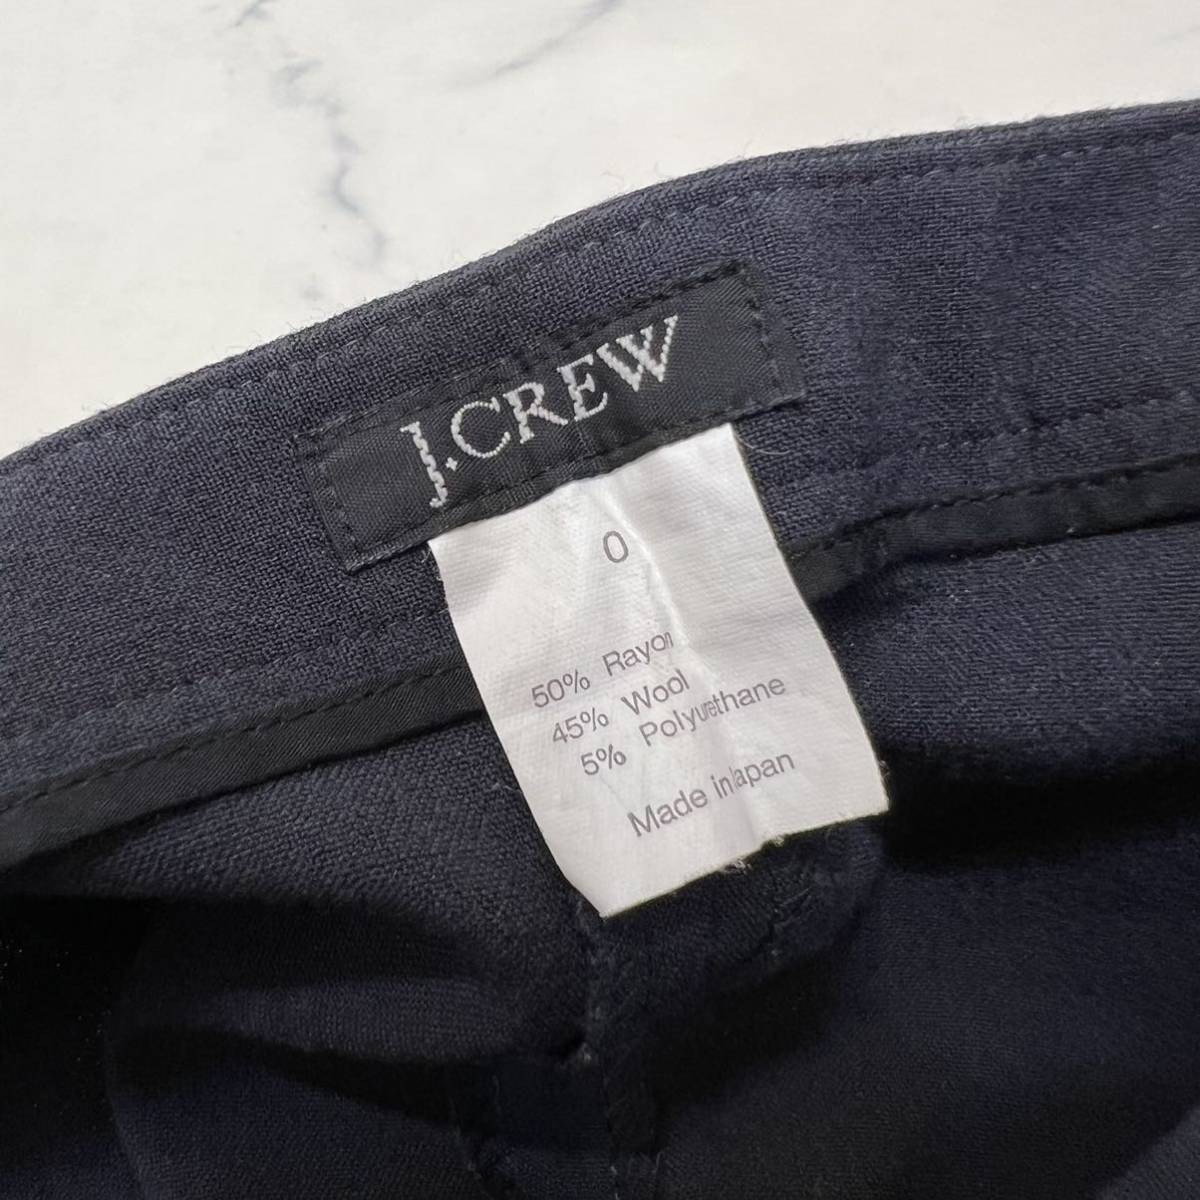 J.CREW
0
50% Rayon
45% Wool
5% Polyurethane
Made in Japan